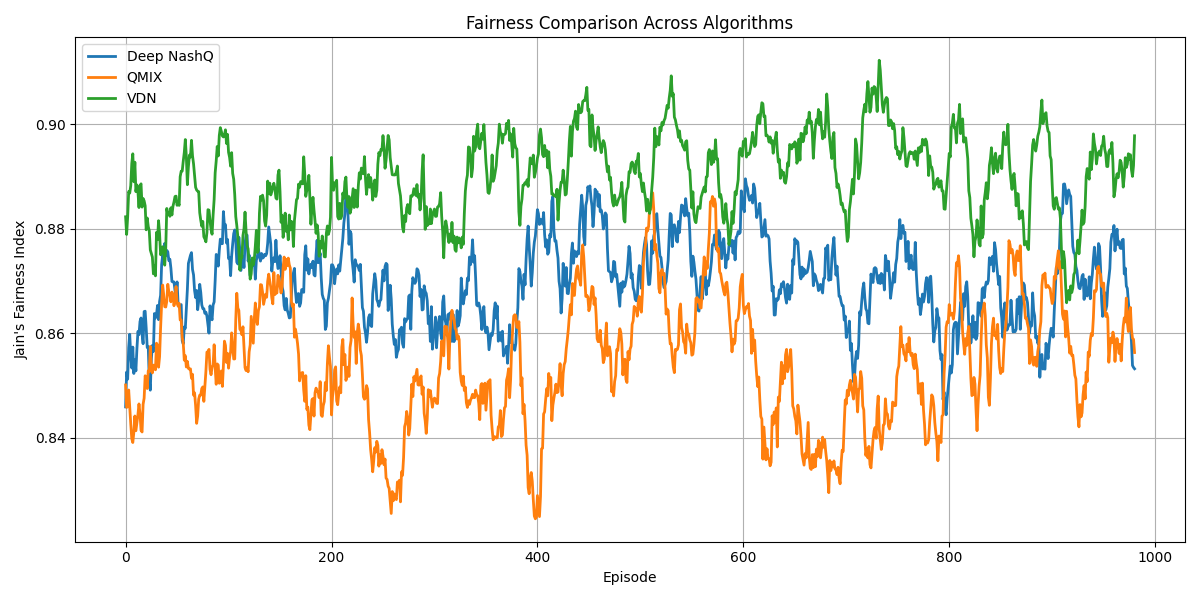 Fairness Comparison Across Algorithms
Deep NashQ
QMIX
VDN
Jain's Fairness Index
0.90
0.88
0.86
0.84
0
200
400
600
800
1000
Episode